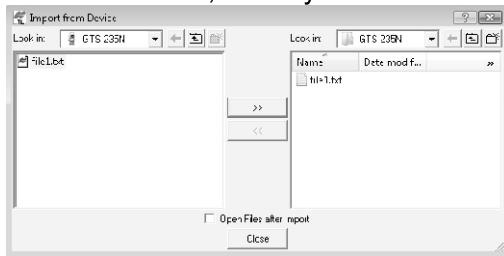 Import from Device
Look in: GTS 235N
Look in: GTS 235N
file1.txt
Name Date modif...
file1.txt
>>
<<
Open Files after import
Close